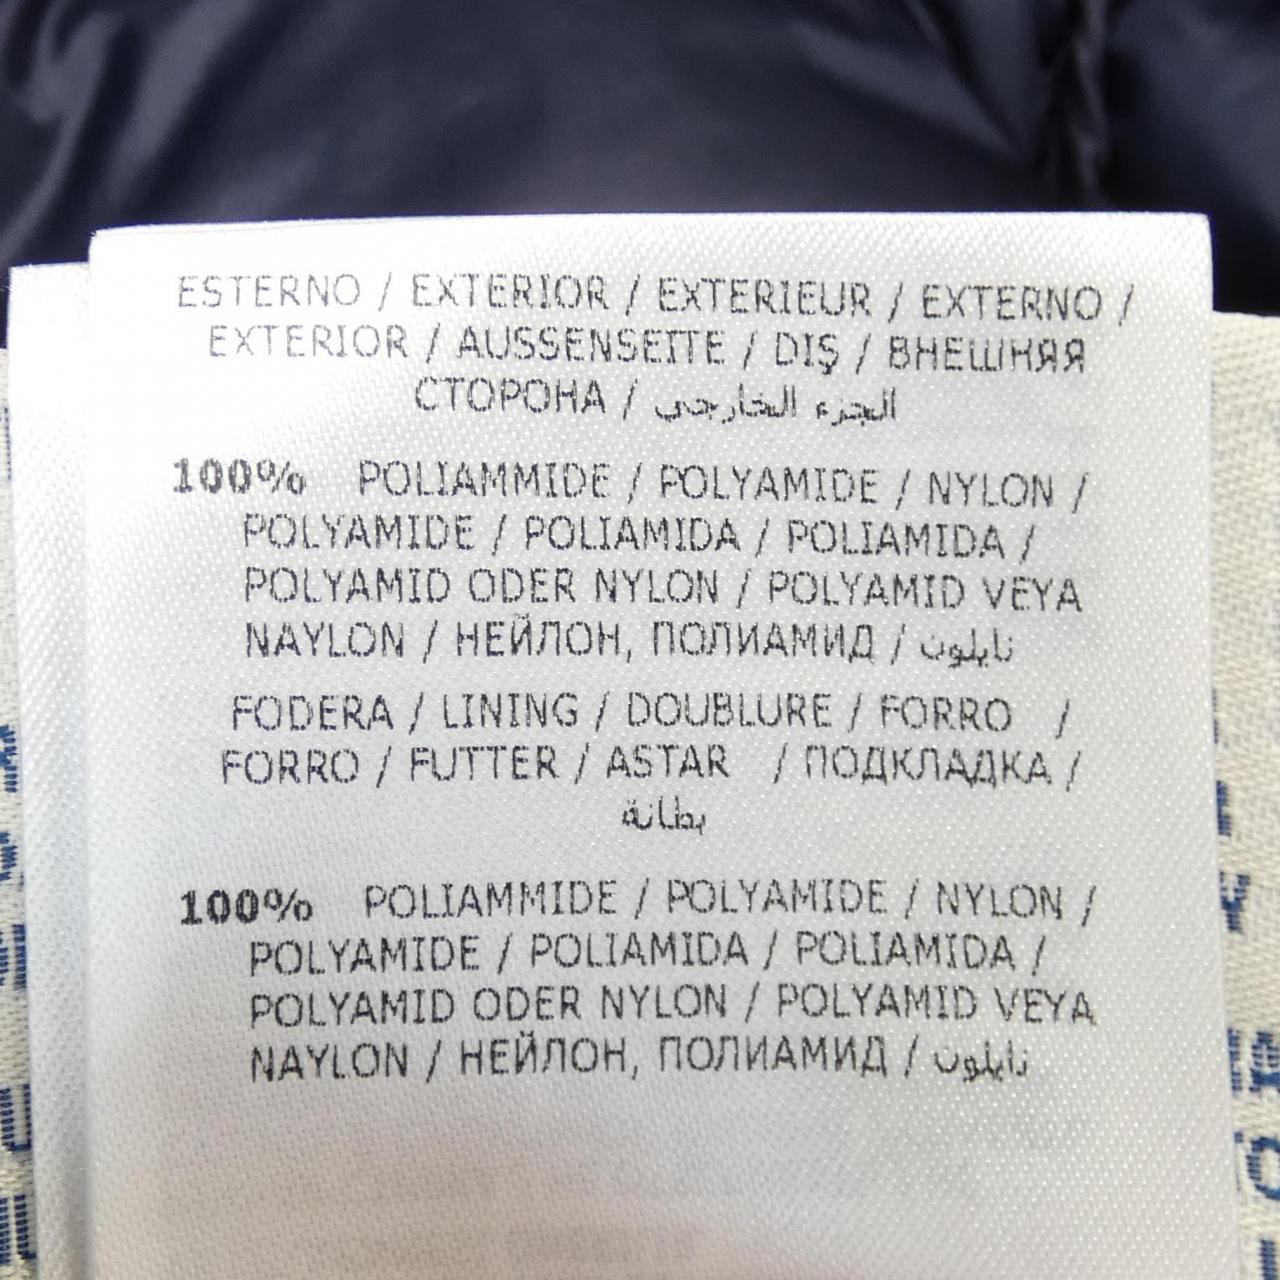 ESTERNO / EXTERIOR / EXTERIEUR / EXTERNO /
EXTERIOR / AUSSENSEITE / DIŞ / ВНЕШНЯЯ
СТОРОНА / الجزء الخارجي
100% POLIAMMIDE / POLYAMIDE / NYLON /
POLYAMIDE / POLIAMIDA / POLIAMIDA /
POLYAMID ODER NYLON / POLYAMID VEYA
NAYLON / НЕЙЛОН, ПОЛИАМИД / نايلون
FODERA / LINING / DOUBLURE / FORRO /
FORRO / FUTTER / ASTAR / ПОДКЛАДКА /
بطانة
100% POLIAMMIDE / POLYAMIDE / NYLON /
POLYAMIDE / POLIAMIDA / POLIAMIDA /
POLYAMID ODER NYLON / POLYAMID VEYA
NAYLON / НЕЙЛОН, ПОЛИАМИД / نايلون